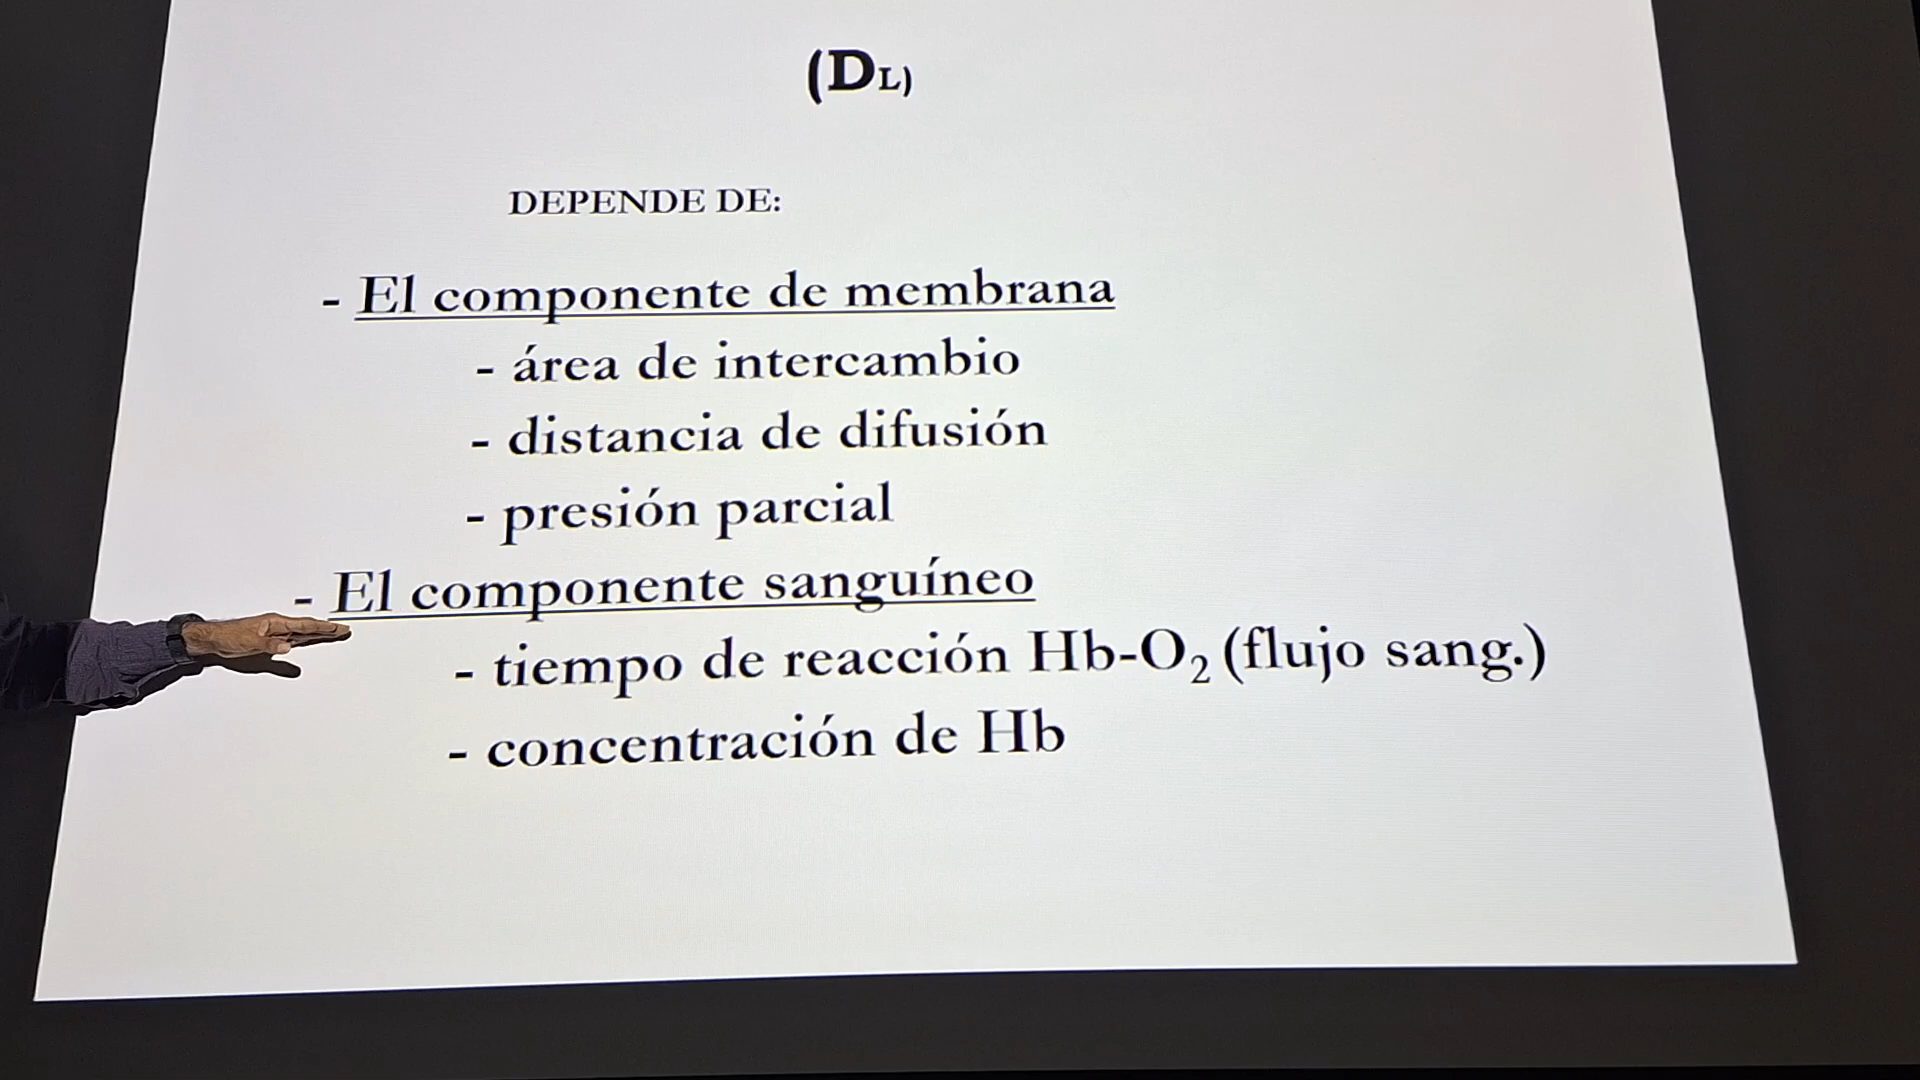 (DL)
DEPENDE DE:
- El componente de membrana
- área de intercambio
- distancia de difusión
- presión parcial
- El componente sanguíneo
- tiempo de reacción Hb-O₂ (flujo sang.)
- concentración de Hb